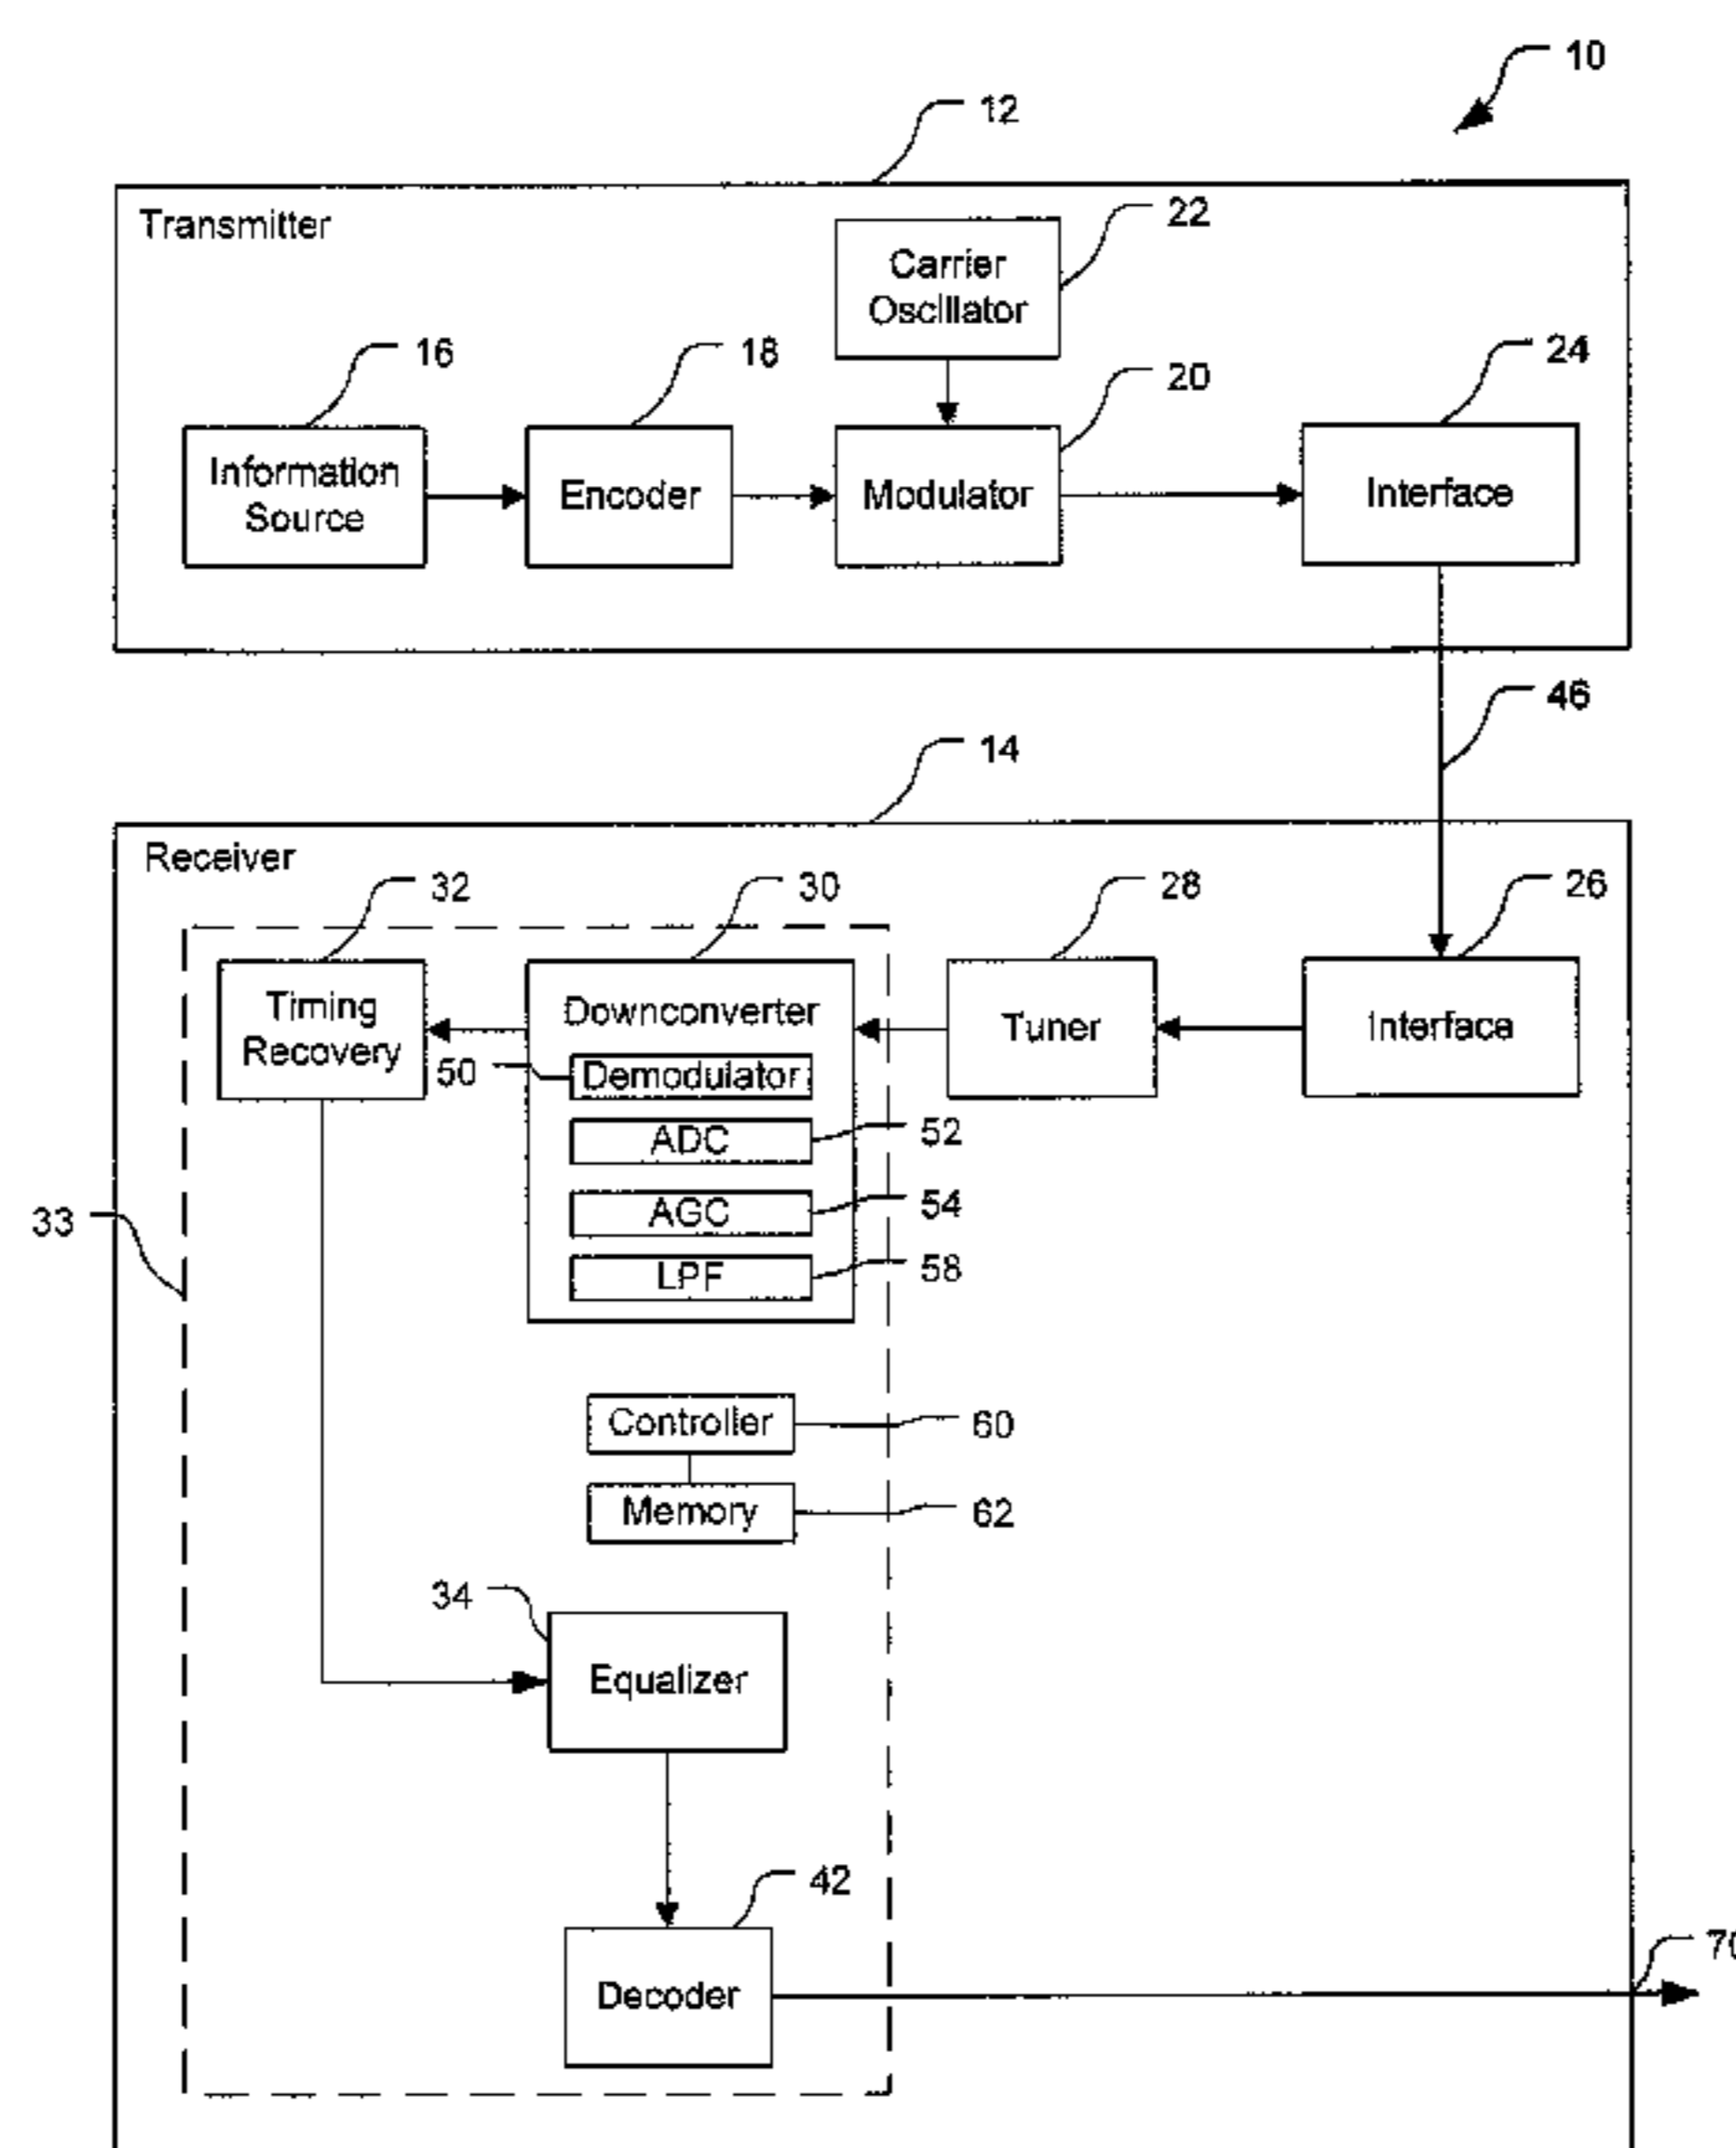 10
12
Transmitter
22
Carrier
Oscillator
16
18
20
24
Information
Source
Encoder
Modulator
Interface
46
14
Receiver
32
30
28
26
Timing
Recovery
Downconverter
Tuner
Interface
50
Demodulator
ADC
52
AGC
54
33
LPF
58
Controller
60
Memory
62
34
Equalizer
42
Decoder
70